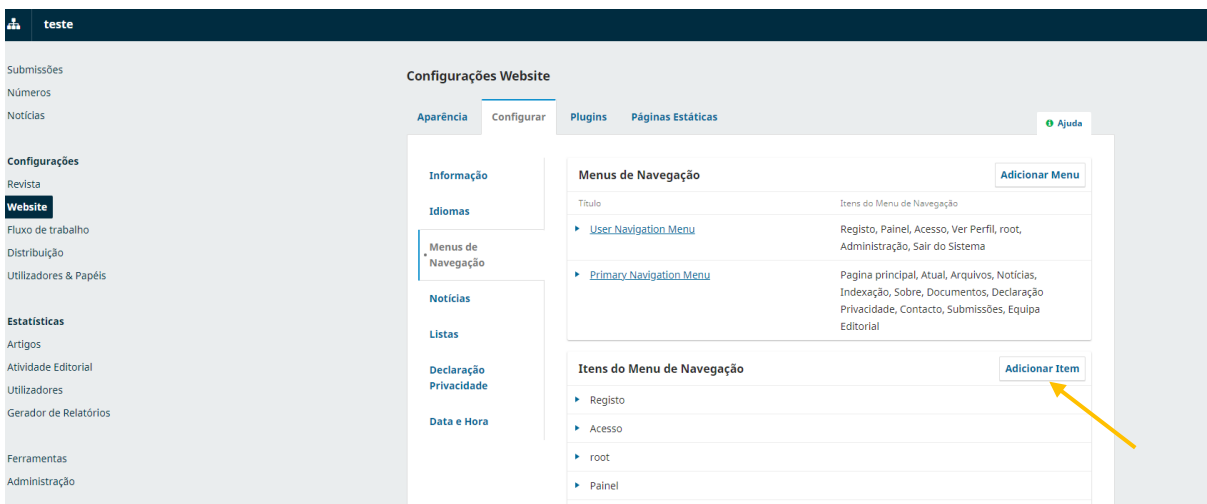 teste
Submissões
Números
Notícias
Configurações
Revista
Website
Fluxo de trabalho
Distribuição
Utilizadores & Papéis
Estatísticas
Artigos
Atividade Editorial
Utilizadores
Gerador de Relatórios
Ferramentas
Administração
Configurações Website
Aparência
Configurar
Plugins
Páginas Estáticas
Ajuda
Informação
Idiomas
Menus de
Navegação
Notícias
Listas
Declaração
Privacidade
Data e Hora
Menus de Navegação
Adicionar Menu
Título
Itens do Menu de Navegação
User Navigation Menu
Registo, Painel, Acesso, Ver Perfil, root,
Administração, Sair do Sistema
Primary Navigation Menu
Pagina principal, Atual, Arquivos, Notícias,
Indexação, Sobre, Documentos, Declaração
Privacidade, Contacto, Submissões, Equipa
Editorial
Itens do Menu de Navegação
Adicionar Item
Registo
Acesso
root
Painel